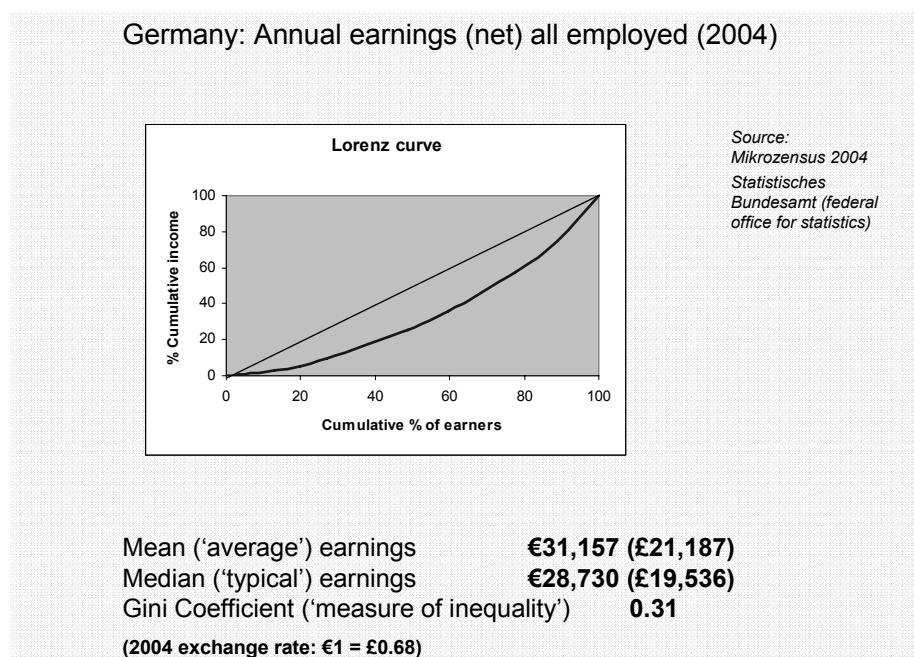 Germany: Annual earnings (net) all employed (2004)
Lorenz curve
Source:
Mikrozensus 2004
Statistisches
Bundesamt (federal
office for statistics)
% Cumulative income
100
80
60
40
20
0
0 20 40 60 80 100
Cumulative % of earners
Mean (‘average’) earnings €31,157 (£21,187)
Median (‘typical’) earnings €28,730 (£19,536)
Gini Coefficient (‘measure of inequality’) 0.31
(2004 exchange rate: €1 = £0.68)